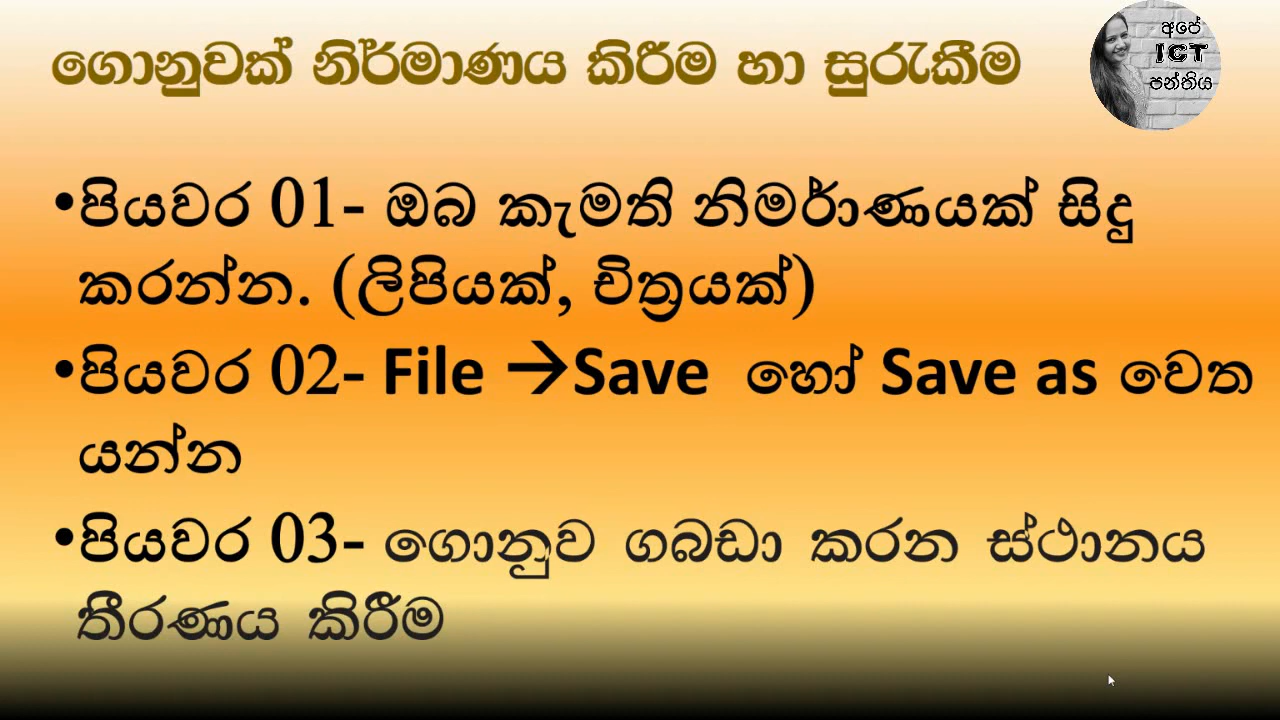 ගොනුවක් නිර්මාණය කිරීම හා සුරැකීම
අපේ
ICT
පන්තිය
•පියවර 01- ඔබ කැමති නිමර්ාණයක් සිදු
කරන්න. (ලිපියක්, චිත්‍රයක්)
•පියවර 02- File →Save හෝ Save as වෙත
යන්න
•පියවර 03- ගොනුව ගබඩා කරන ස්ථානය
තීරණය කිරීම